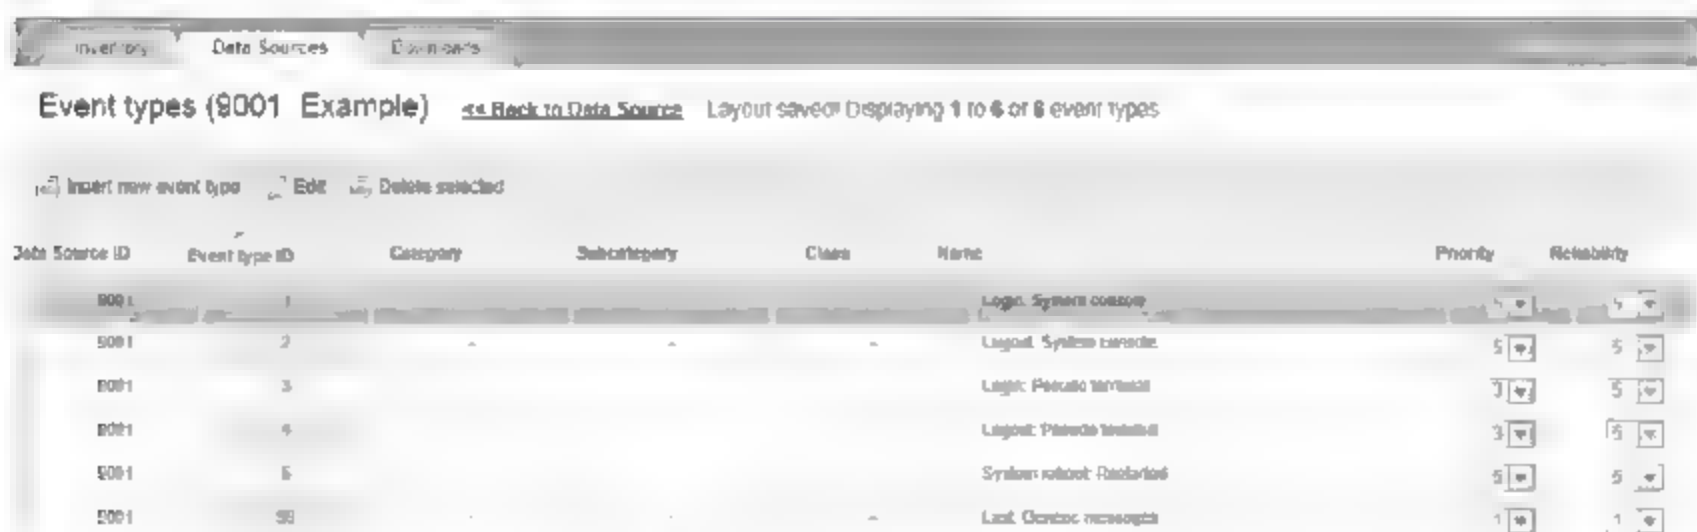 Inventory Data Sources Downloads
Event types (9001 Example) << Back to Data Source Layout saved! Displaying 1 to 6 of 6 event types
Insert new event type Edit Delete selected
Data Source ID Event type ID Category Subcategory Class Name Priority Reliability
9001 1 Login: System console 5 5
9001 2 Logout: System console 5 5
9001 3 Login: Pseudo terminal 3 5
9001 4 Logout: Pseudo terminal 3 5
9001 5 System reboot: 5 5
9001 1 1